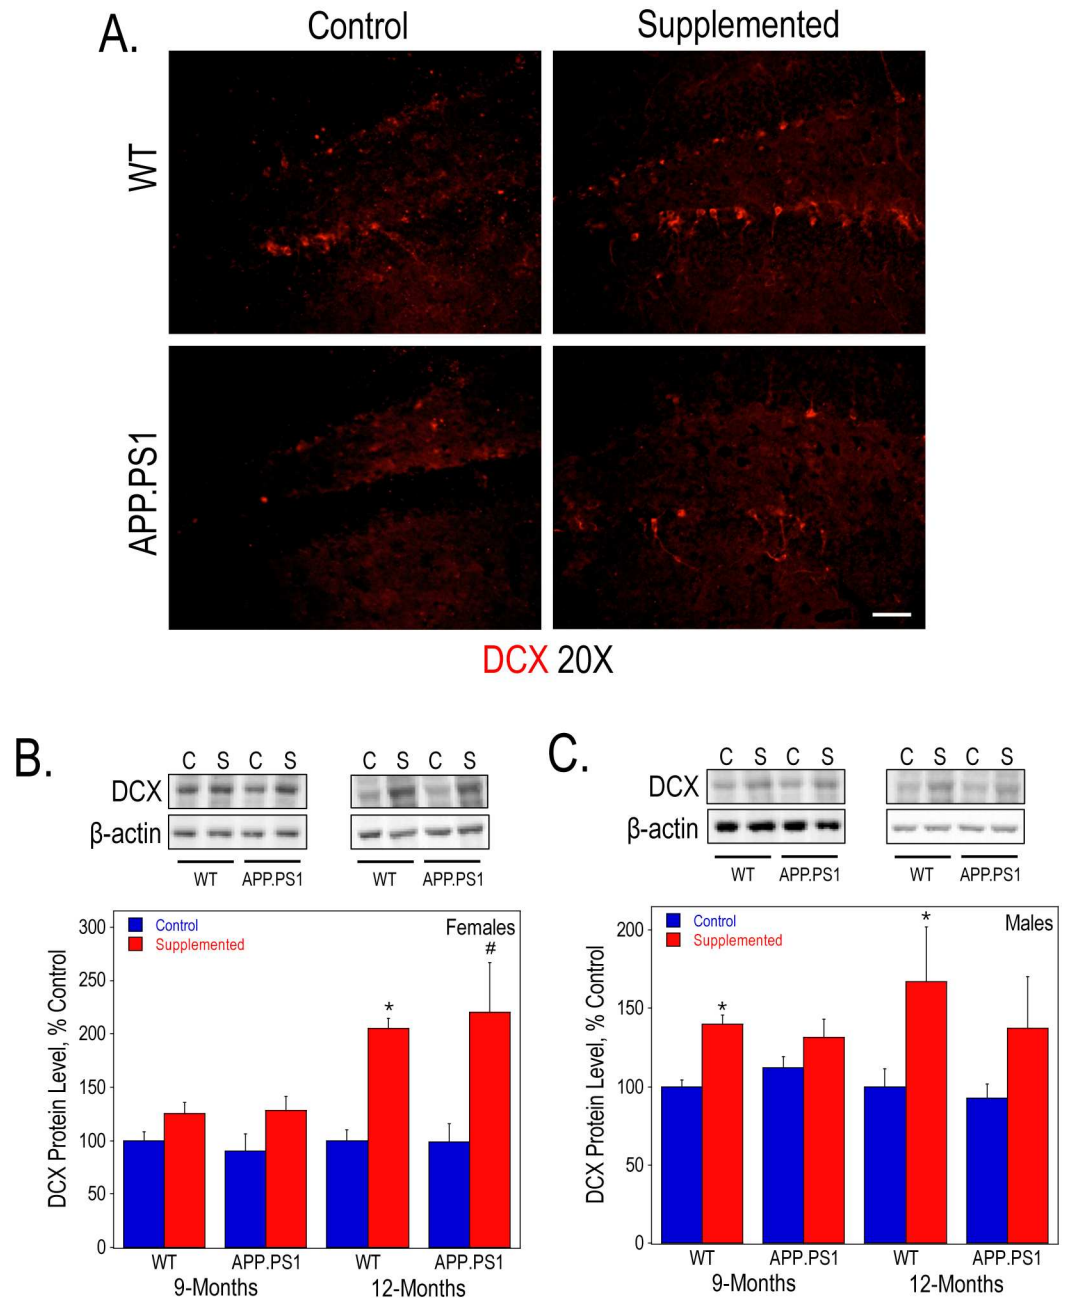 A.
Control Supplemented
WT
APP.PS1
DCX 20X
B.
C S C S C S C S
DCX
β-actin
WT APP.PS1 WT APP.PS1
300
250
200
150
100
50
0
DCX Protein Level, % Control
Control
Supplemented
Females
#
*
WT APP.PS1 WT APP.PS1
9-Months 12-Months
C.
C S C S C S C S
DCX
β-actin
WT APP.PS1 WT APP.PS1
200
150
100
50
0
DCX Protein Level, % Control
Control
Supplemented
Males
*
*
WT APP.PS1 WT APP.PS1
9-Months 12-Months